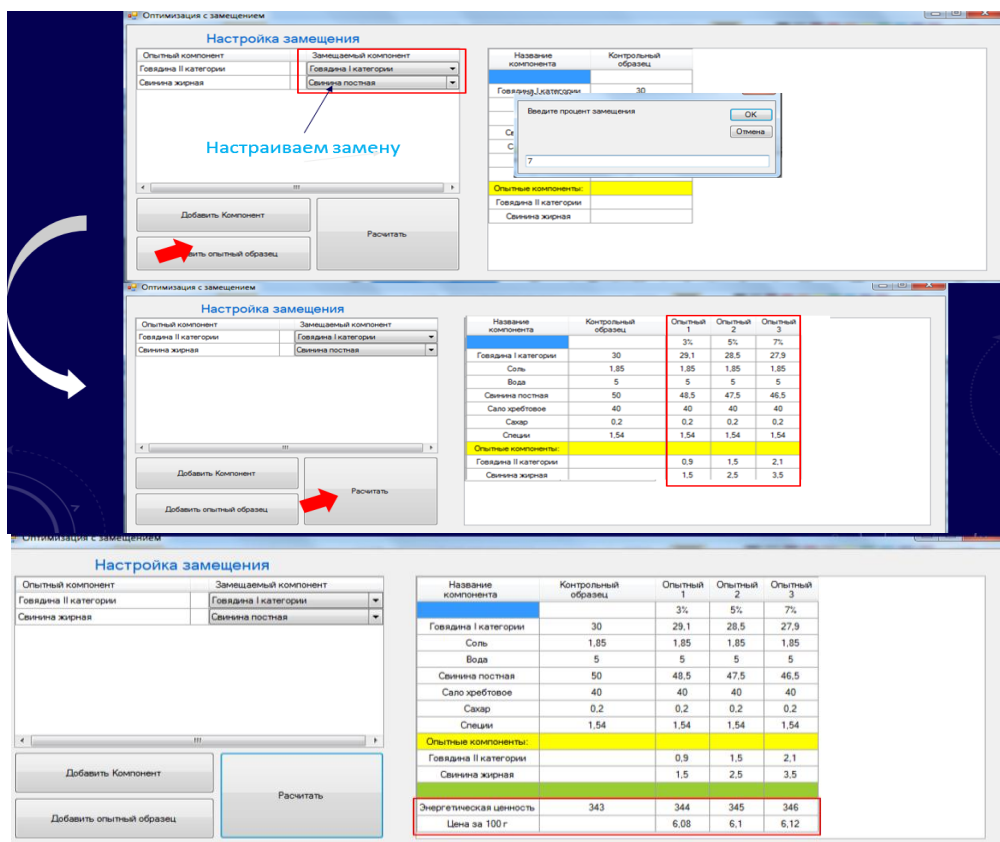 Оптимизация с замещением
Настройка замещения
Опытный компонент Замещаемый компонент
Говядина II категории Говядина I категории
Свинина жирная Свинина постная
Настраиваем замену
Добавить Компонент
Расчитать
вить опытный образец
Название компонента Контрольный образец
Говядина I категории 30
Введите процент замещения
OK
Отмена
7
Опытные компоненты:
Говядина II категории
Свинина жирная
Оптимизация с замещением
Настройка замещения
Опытный компонент Замещаемый компонент
Говядина II категории Говядина I категории
Свинина жирная Свинина постная
Добавить Компонент
Расчитать
Добавить опытный образец
Название компонента Контрольный образец Опытный 1 Опытный 2 Опытный 3
3% 5% 7%
Говядина I категории 30 29,1 28,5 27,9
Соль 1,85 1,85 1,85 1,85
Вода 5 5 5 5
Свинина постная 50 48,5 47,5 46,5
Сало хребтовое 40 40 40 40
Сахар 0,2 0,2 0,2 0,2
Специи 1,54 1,54 1,54 1,54
Опытные компоненты:
Говядина II категории 0,9 1,5 2,1
Свинина жирная 1,5 2,5 3,5
Оптимизация с замещением
Настройка замещения
Опытный компонент Замещаемый компонент
Говядина II категории Говядина I категории
Свинина жирная Свинина постная
Добавить Компонент
Расчитать
Добавить опытный образец
Название компонента Контрольный образец Опытный 1 Опытный 2 Опытный 3
3% 5% 7%
Говядина I категории 30 29,1 28,5 27,9
Соль 1,85 1,85 1,85 1,85
Вода 5 5 5 5
Свинина постная 50 48,5 47,5 46,5
Сало хребтовое 40 40 40 40
Сахар 0,2 0,2 0,2 0,2
Специи 1,54 1,54 1,54 1,54
Опытные компоненты:
Говядина II категории 0,9 1,5 2,1
Свинина жирная 1,5 2,5 3,5
Энергетическая ценность 343 344 345 346
Цена за 100 г 6,08 6,1 6,12